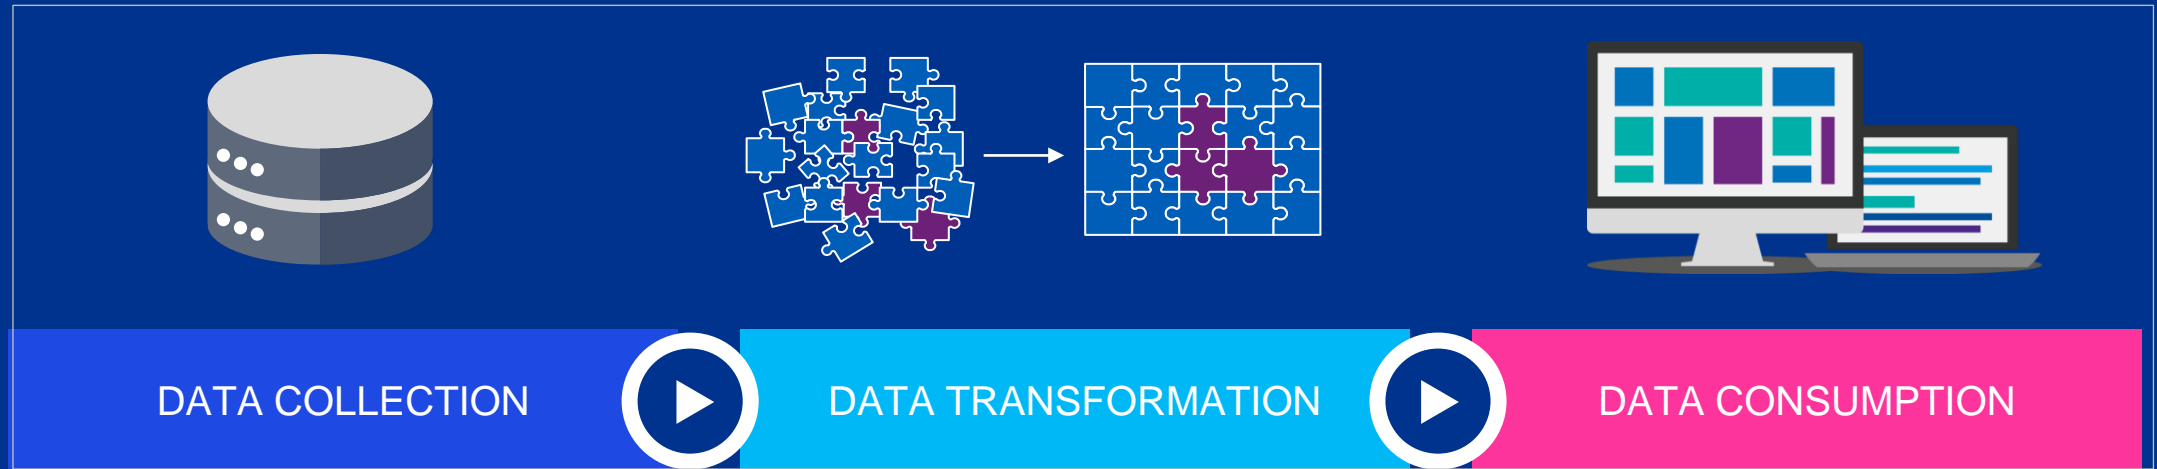 DATA COLLECTION
DATA TRANSFORMATION
DATA CONSUMPTION